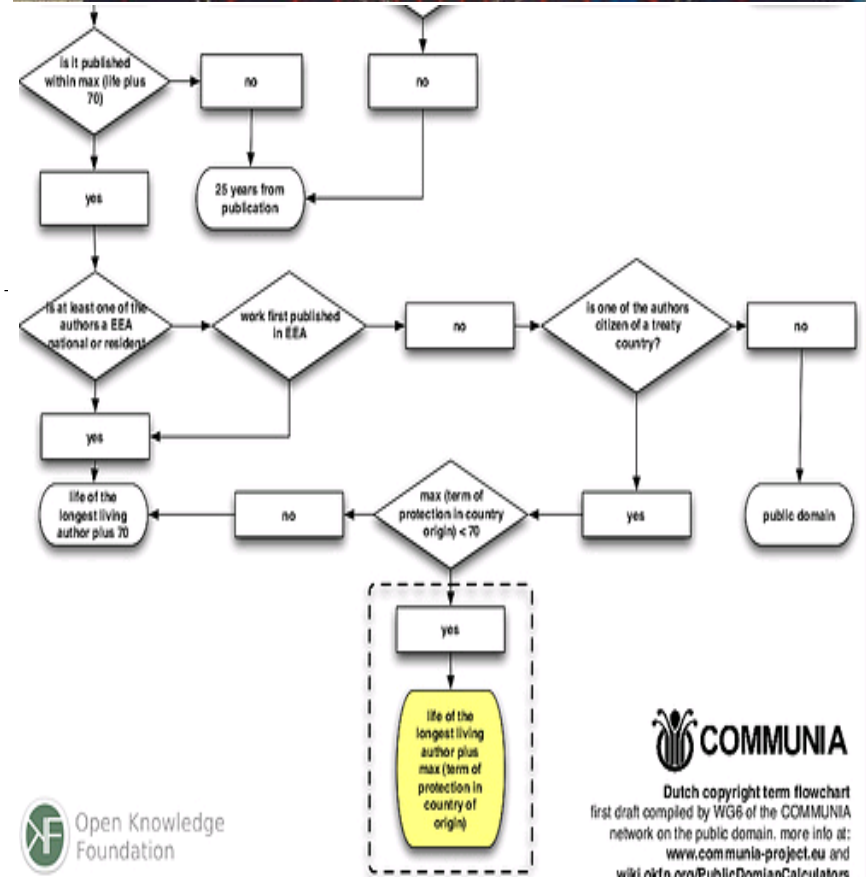 is it published
within max (life plus
70)
no
no
yes
25 years from
publication
is at least one of the
authors a EEA
national or resident
work first published
in EEA
no
is one of the authors
citizen of a treaty
country?
no
yes
life of the
longest living
author plus 70
no
max (term of
protection in country
origin) < 70
yes
public domain
yes
life of the
longest living
author plus
max (term of
protection in
country of
origin)
COMMUNIA
Dutch copyright term flowchart
first draft compiled by WG6 of the COMMUNIA
network on the public domain. more info at:
www.communia-project.eu and
wiki.okfn.org/PublicDomianCalculators
Open Knowledge
Foundation